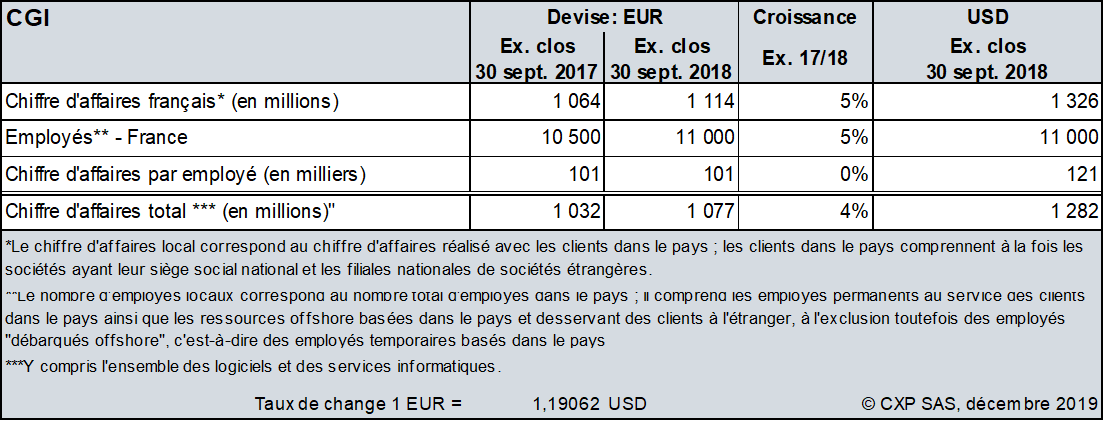 CGI Devise: EUR Croissance USD
Ex. clos Ex. clos Ex. 17/18 Ex. clos
30 sept. 2017 30 sept. 2018 30 sept. 2018
Chiffre d'affaires français* (en millions) 1 064 1 114 5% 1 326
Employés** - France 10 500 11 000 5% 11 000
Chiffre d'affaires par employé (en milliers) 101 101 0% 121
Chiffre d'affaires total *** (en millions)" 1 032 1 077 4% 1 282
*Le chiffre d'affaires local correspond au chiffre d'affaires réalisé avec les clients dans le pays ; les clients dans le pays comprennent à la fois les
sociétés ayant leur siège social national et les filiales nationales de sociétés étrangères.
**Le nombre d'employés locaux correspond au nombre total d'employés dans le pays ; il comprend les employés permanents au service des clients
dans le pays ainsi que les ressources offshore basées dans le pays et desservant des clients à l'étranger, à l'exclusion toutefois des employés
"débarqués offshore", c'est-à-dire des employés temporaires basés dans le pays
***Y compris l'ensemble des logiciels et des services informatiques.
Taux de change 1 EUR = 1,19062 USD © CXP SAS, décembre 2019